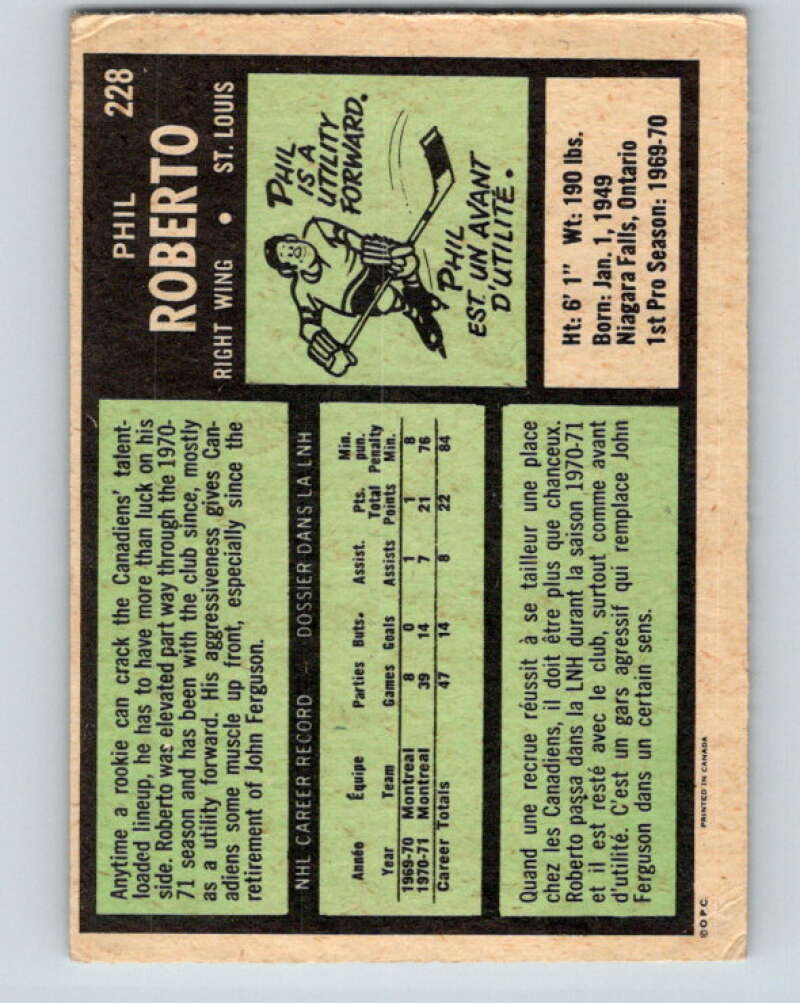 228
PHIL
ROBERTO
RIGHT WING • ST. LOUIS
Anytime a rookie can crack the Canadiens' talent-
loaded lineup, he has to have more than luck on his
side. Roberto was elevated part way through the 1970-
71 season and has been with the club since, mostly
as a utility forward. His aggressiveness gives Can-
adiens some muscle up front, especially since the
retirement of John Ferguson.
PHIL
IS A
UTILITY
FORWARD.
PHIL
EST UN AVANT
D'UTILITÉ.
NHL CAREER RECORD - DOSSIER DANS LA LNH
Année Équipe Parties Buts. Assist. Pts. Total Min. pun. Penalty
Year Team Games Goals Assists Points Min.
1969-70 Montreal 8 0 1 1 8
1970-71 Montreal 39 14 7 21 76
Career Totals 47 14 8 22 84
Ht: 6' 1" Wt: 190 lbs.
Born: Jan. 1, 1949
Niagara Falls, Ontario
1st Pro Season: 1969-70
Quand une recrue réussit à se tailleur une place
chez les Canadiens, il doit être plus que chanceux.
Roberto passa dans la LNH durant la saison 1970-71
et il est resté avec le club, surtout comme avant
d'utilité. C'est un gars agressif qui remplace John
Ferguson dans un certain sens.
© O.P.C. PRINTED IN CANADA